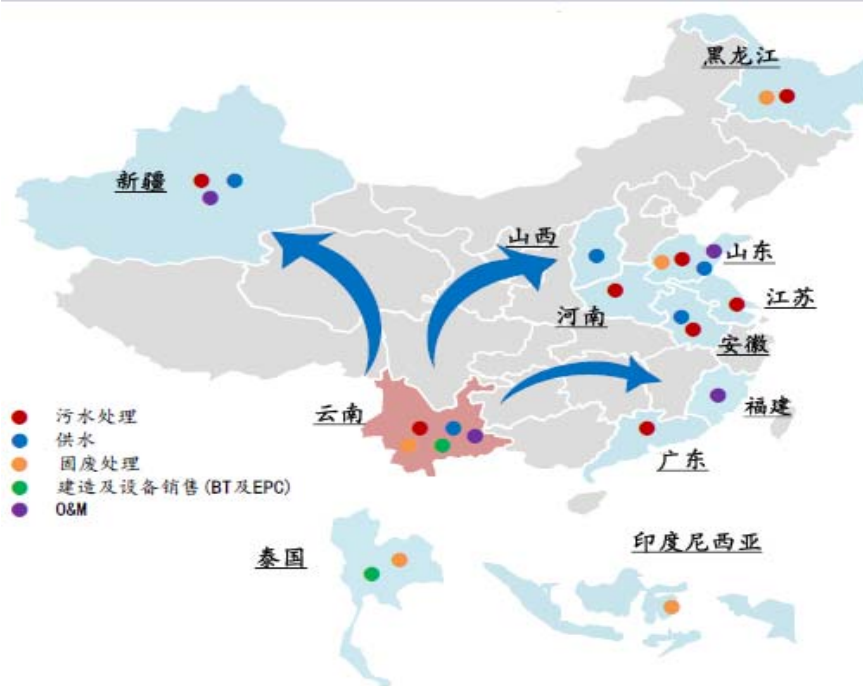 黑龙江
新疆
山西
山东
江苏
河南
安徽
云南
福建
广东
污水处理
供水
固废处理
建造及设备销售(BT及EPC)
O&M
泰国
印度尼西亚